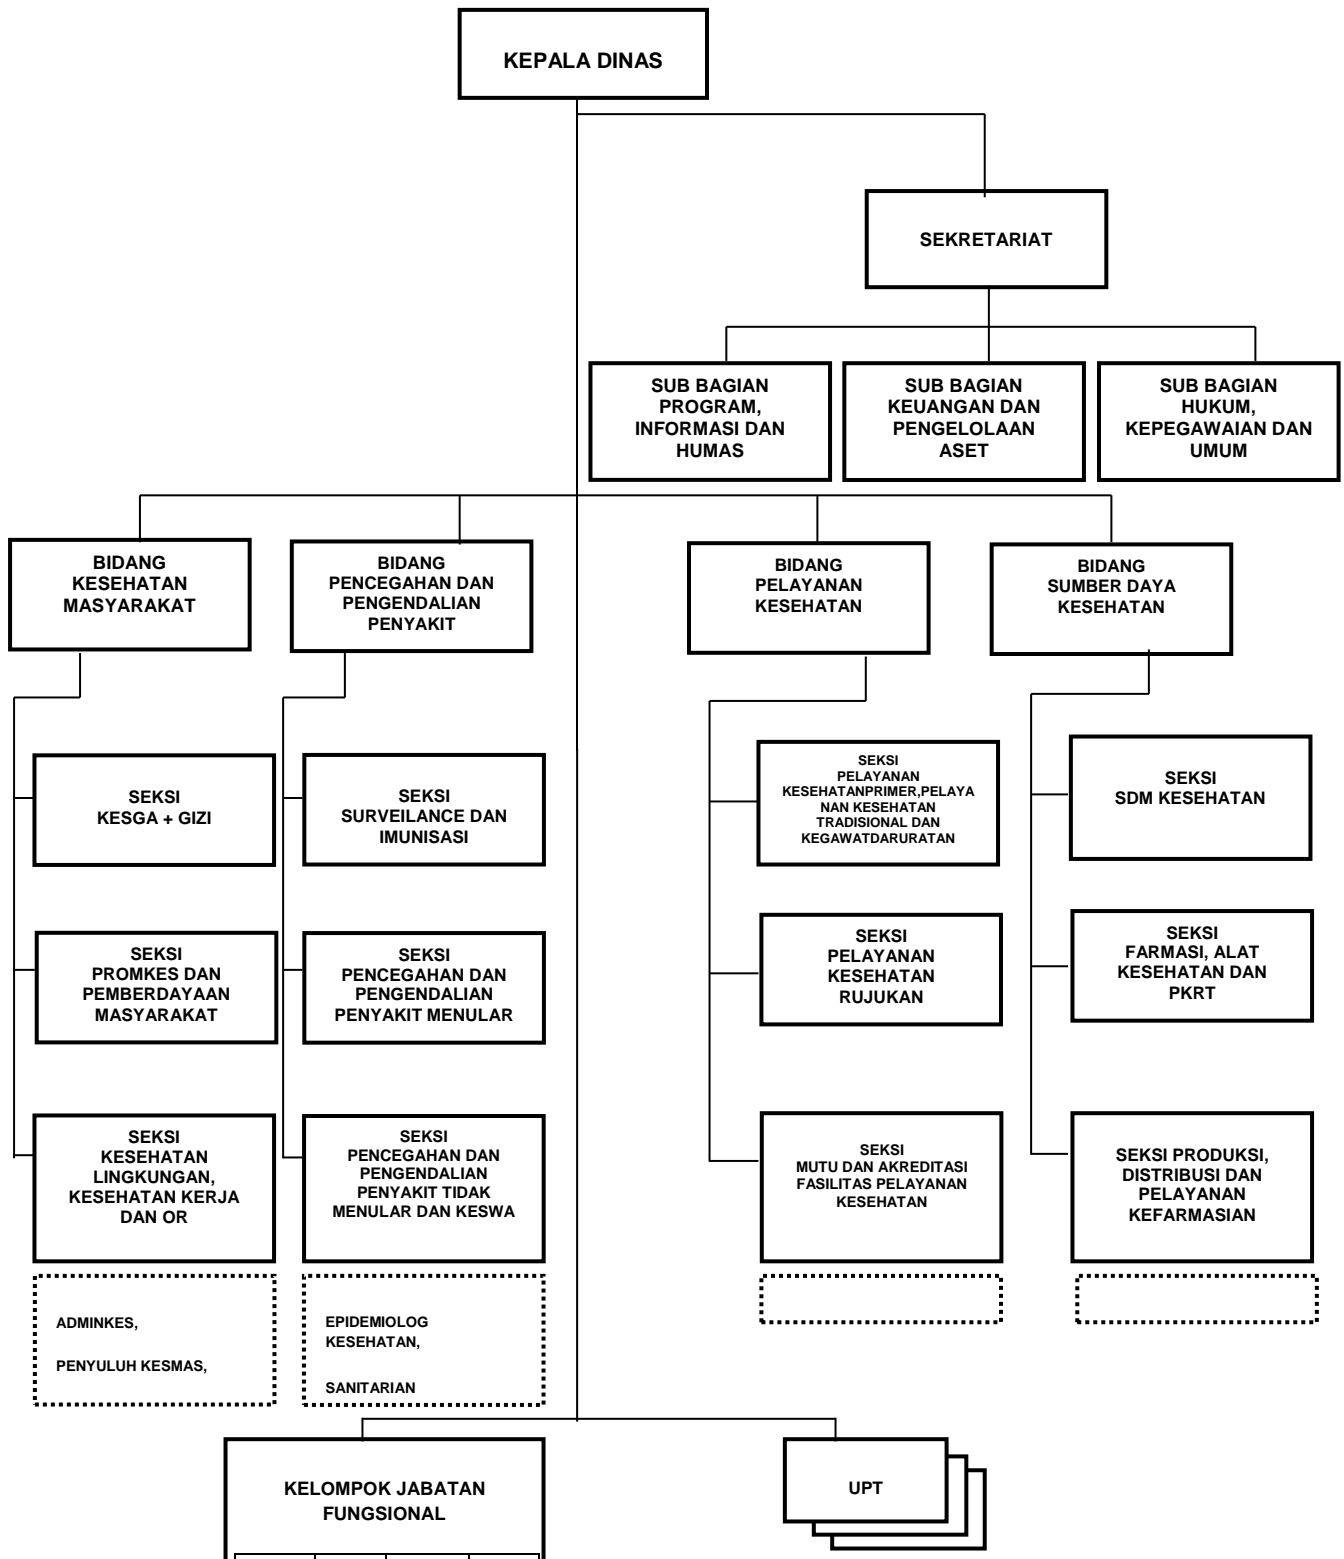 KEPALA DINAS
SEKRETARIAT
SUB BAGIAN
PROGRAM,
INFORMASI DAN
HUMAS
SUB BAGIAN
KEUANGAN DAN
PENGELOLAAN
ASET
SUB BAGIAN
HUKUM,
KEPEGAWAIAN DAN
UMUM
BIDANG
KESEHATAN
MASYARAKAT
BIDANG
PENCEGAHAN DAN
PENGENDALIAN
PENYAKIT
BIDANG
PELAYANAN
KESEHATAN
BIDANG
SUMBER DAYA
KESEHATAN
SEKSI
KESGA + GIZI
SEKSI
SURVEILANCE DAN
IMUNISASI
SEKSI
PELAYANAN
KESEHATANPRIMER,PELAYA
NAN KESEHATAN
TRADISIONAL DAN
KEGAWATDARURATAN
SEKSI
SDM KESEHATAN
SEKSI
PROMKES DAN
PEMBERDAYAAN
MASYARAKAT
SEKSI
PENCEGAHAN DAN
PENGENDALIAN
PENYAKIT MENULAR
SEKSI
PELAYANAN
KESEHATAN
RUJUKAN
SEKSI
FARMASI, ALAT
KESEHATAN DAN
PKRT
SEKSI
KESEHATAN
LINGKUNGAN,
KESEHATAN KERJA
DAN OR
SEKSI
PENCEGAHAN DAN
PENGENDALIAN
PENYAKIT TIDAK
MENULAR DAN KESWA
SEKSI
MUTU DAN AKREDITASI
FASILITAS PELAYANAN
KESEHATAN
SEKSI PRODUKSI,
DISTRIBUSI DAN
PELAYANAN
KEFARMASIAN
ADMINKES,
PENYULUH KESMAS,
EPIDEMIOLOG
KESEHATAN,
SANITARIAN
KELOMPOK JABATAN
FUNGSIONAL
UPT